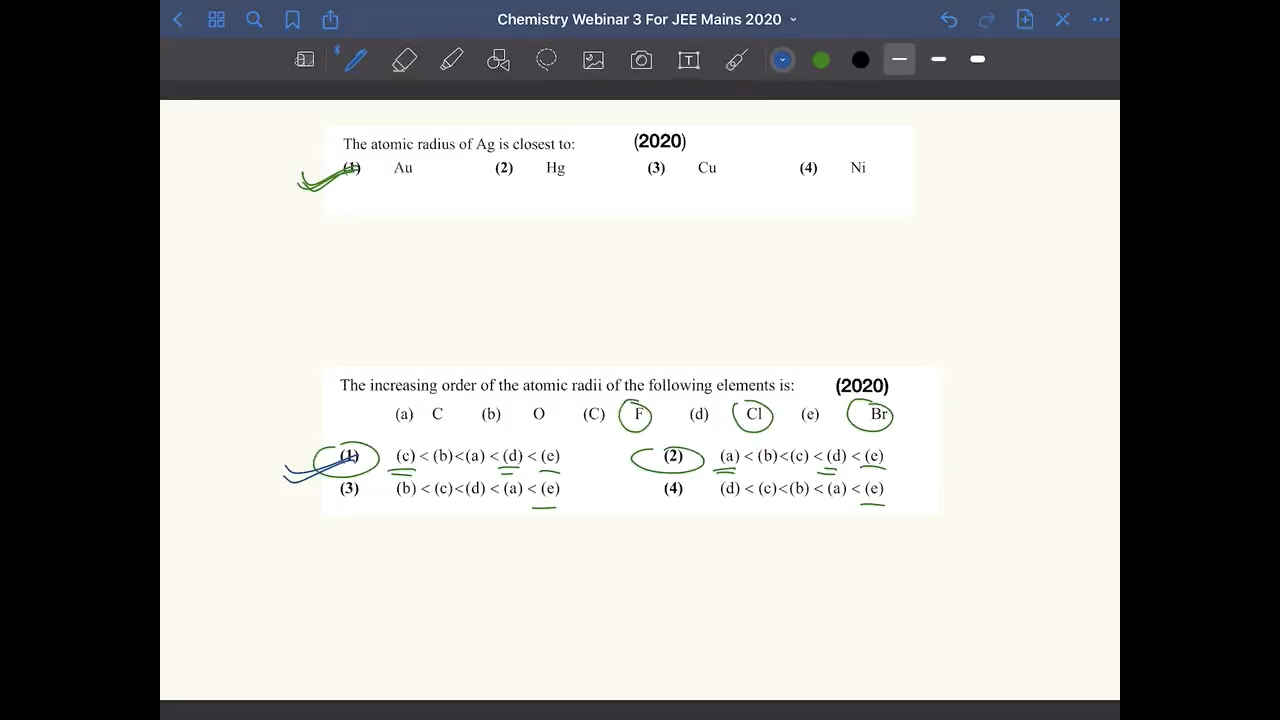 Chemistry Webinar 3 For JEE Mains 2020
T
The atomic radius of Ag is closest to: (2020)
(1) Au (2) Hg (3) Cu (4) Ni
The increasing order of the atomic radii of the following elements is: (2020)
(a) C (b) O (C) F (d) Cl (e) Br
(1) (c) < (b)<(a) < (d) < (e) (2) (a) < (b)<(c) < (d) < (e)
(3) (b) < (c)<(d) < (a) < (e) (4) (d) < (c)<(b) < (a) < (e)